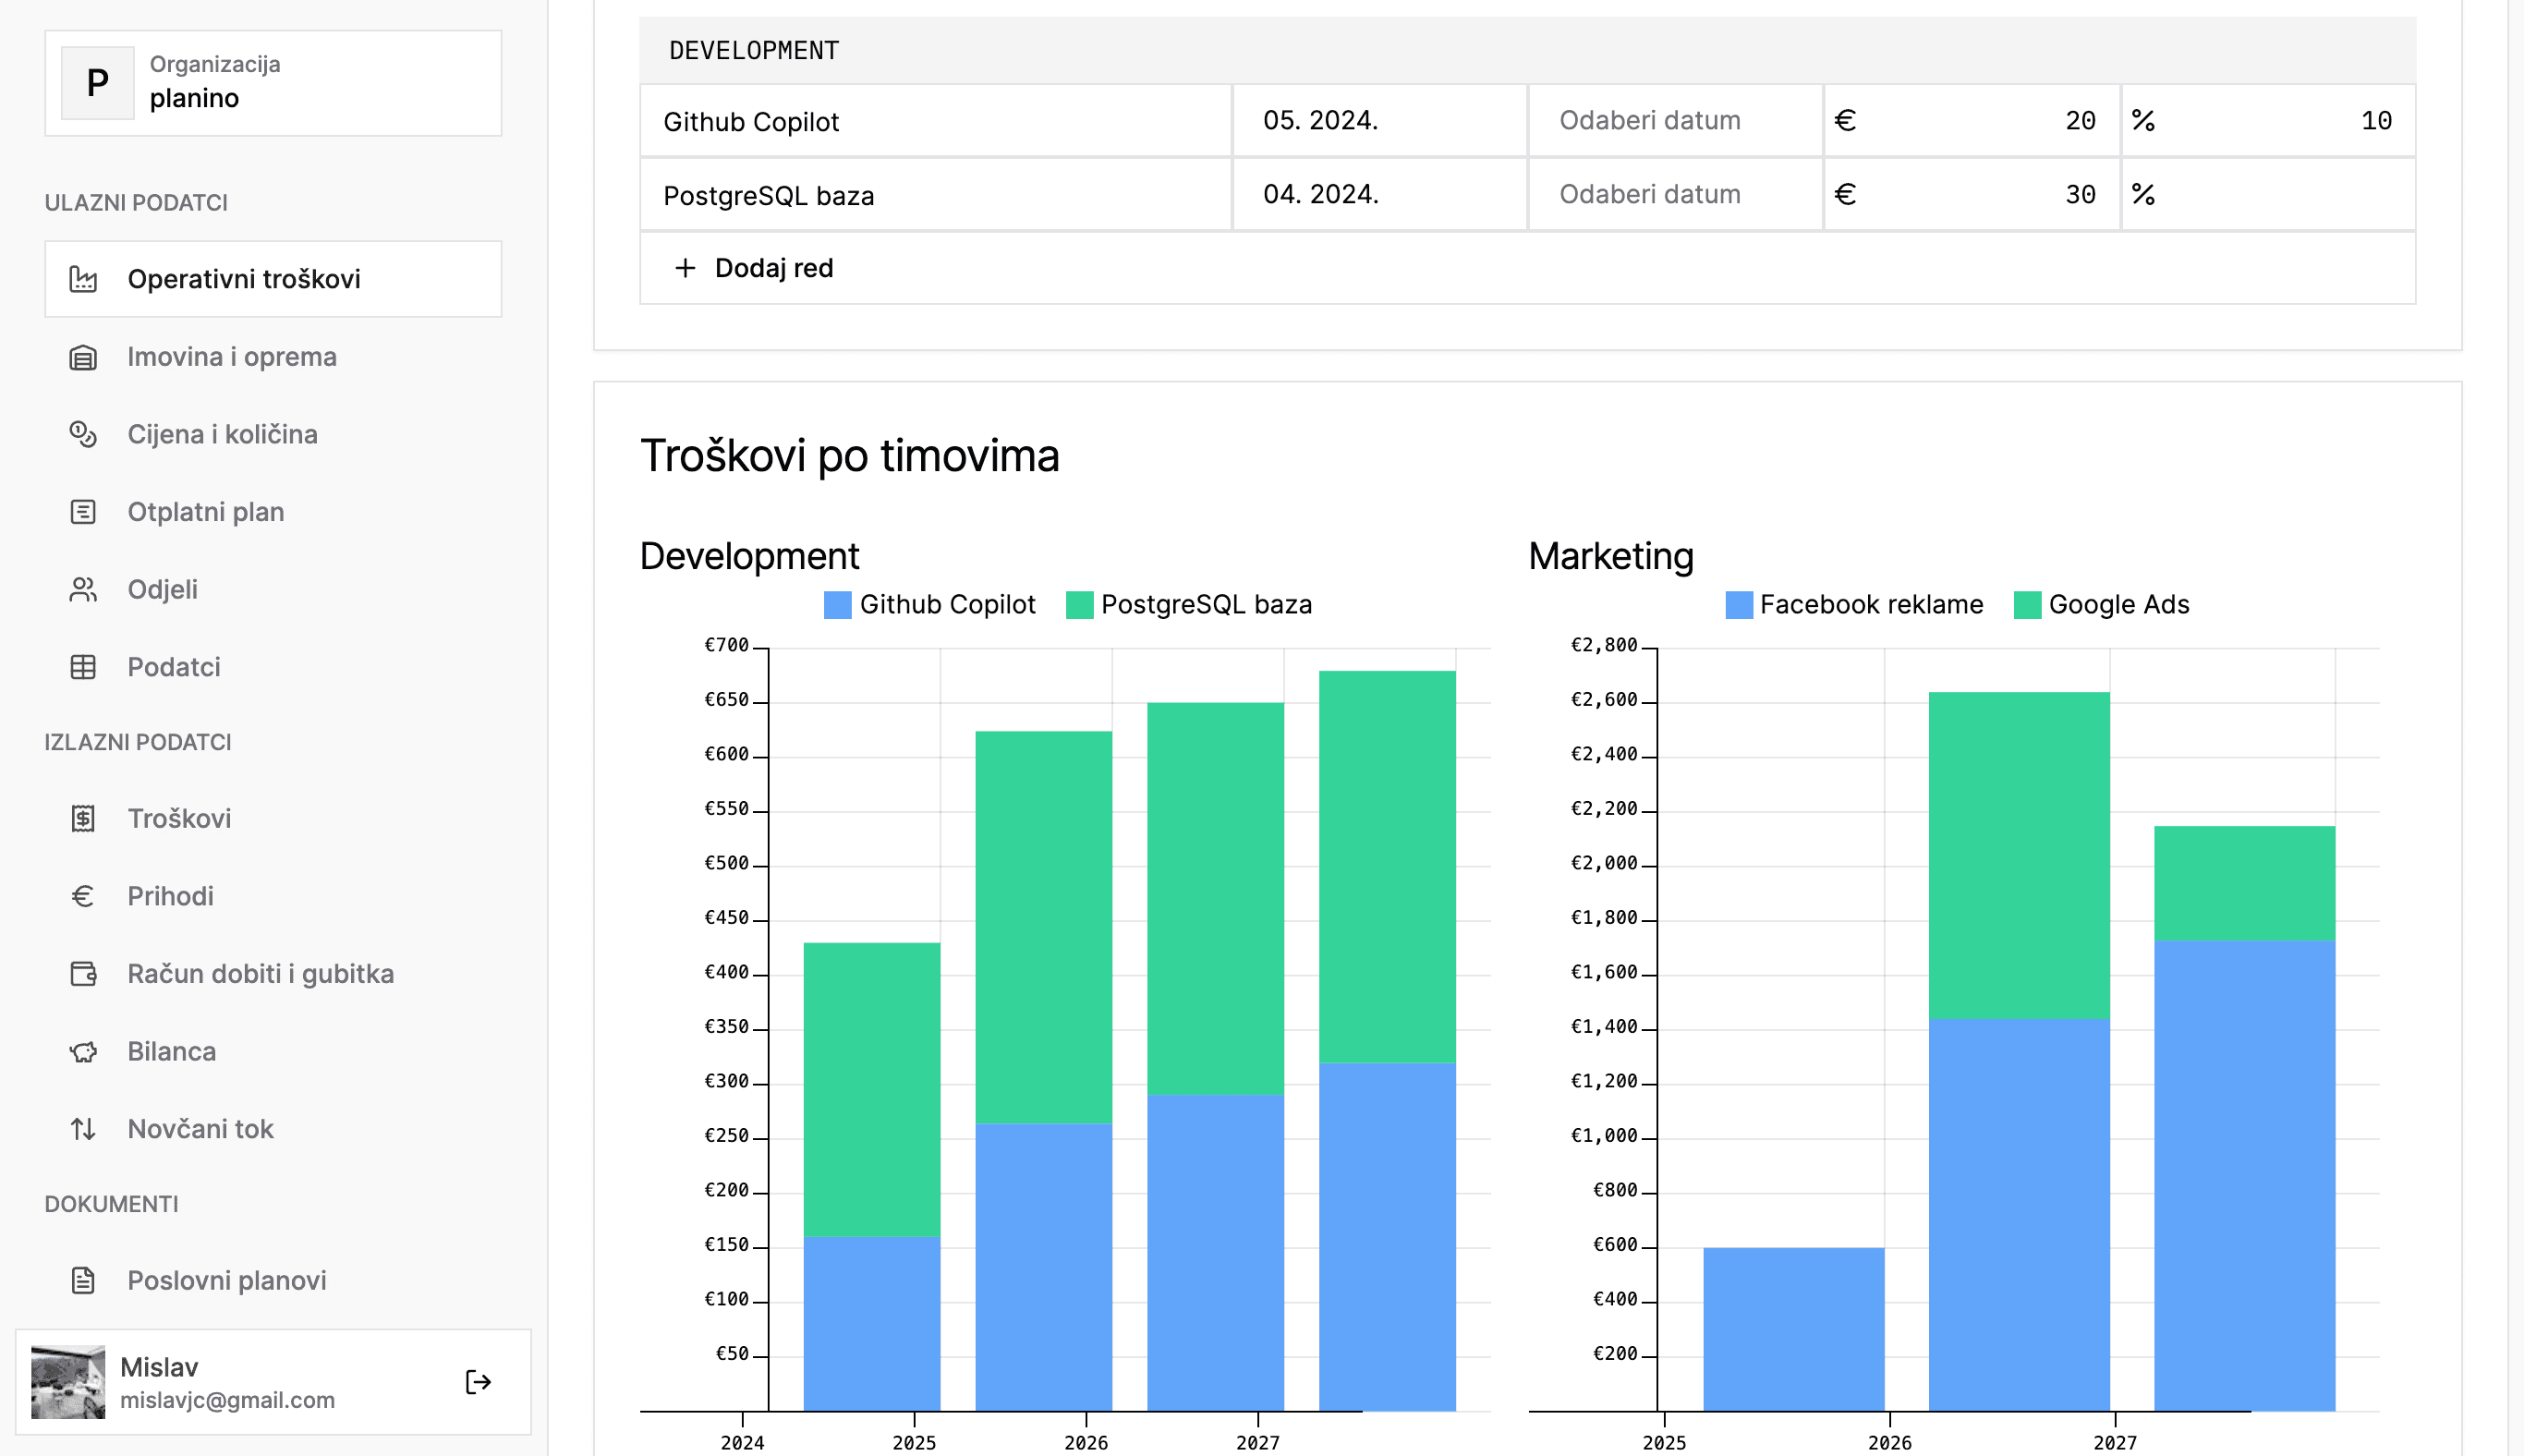 P
Organizacija
planino
ULAZNI PODATCI
Operativni troškovi
Imovina i oprema
Cijena i količina
Otplatni plan
Odjeli
Podatci
IZLAZNI PODATCI
Troškovi
Prihodi
Račun dobiti i gubitka
Bilanca
Novčani tok
DOKUMENTI
Poslovni planovi
Mislav
mislavjc@gmail.com
DEVELOPMENT
Github Copilot 05. 2024. Odaberi datum € 20 % 10
PostgreSQL baza 04. 2024. Odaberi datum € 30 %
+ Dodaj red
Troškovi po timovima
Development
Github Copilot PostgreSQL baza
€700
€650
€600
€550
€500
€450
€400
€350
€300
€250
€200
€150
€100
€50
2024 2025 2026 2027
Marketing
Facebook reklame Google Ads
€2,800
€2,600
€2,400
€2,200
€2,000
€1,800
€1,600
€1,400
€1,200
€1,000
€800
€600
€400
€200
2025 2026 2027